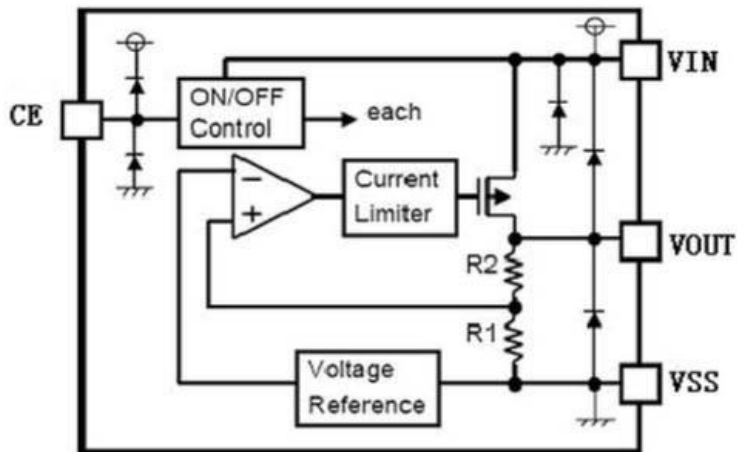 VIN
CE
ON/OFF
Control
each
−
+
Current
Limiter
VOUT
R2
R1
Voltage
Reference
VSS